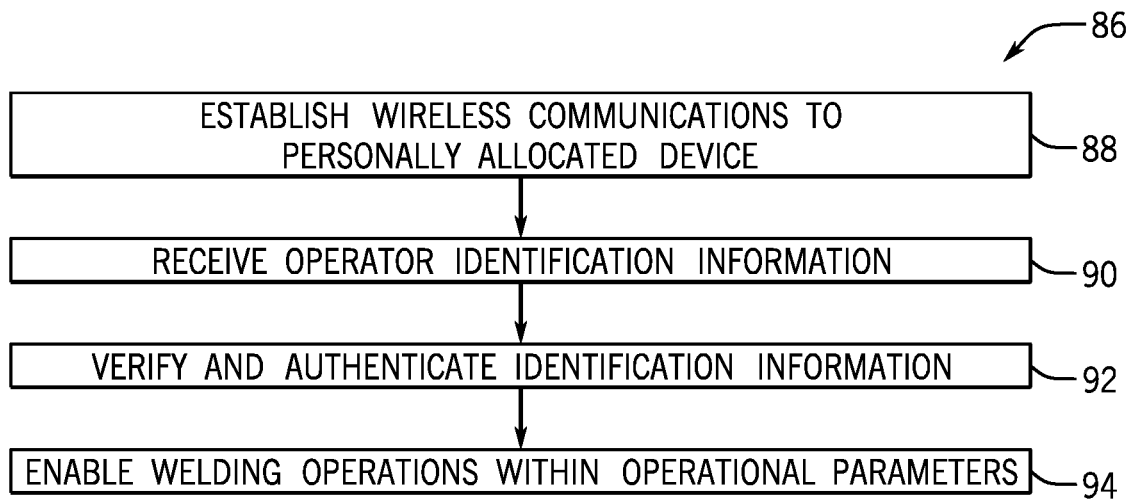 86
ESTABLISH WIRELESS COMMUNICATIONS TO
PERSONALLY ALLOCATED DEVICE
88
RECEIVE OPERATOR IDENTIFICATION INFORMATION
90
VERIFY AND AUTHENTICATE IDENTIFICATION INFORMATION
92
ENABLE WELDING OPERATIONS WITHIN OPERATIONAL PARAMETERS
94